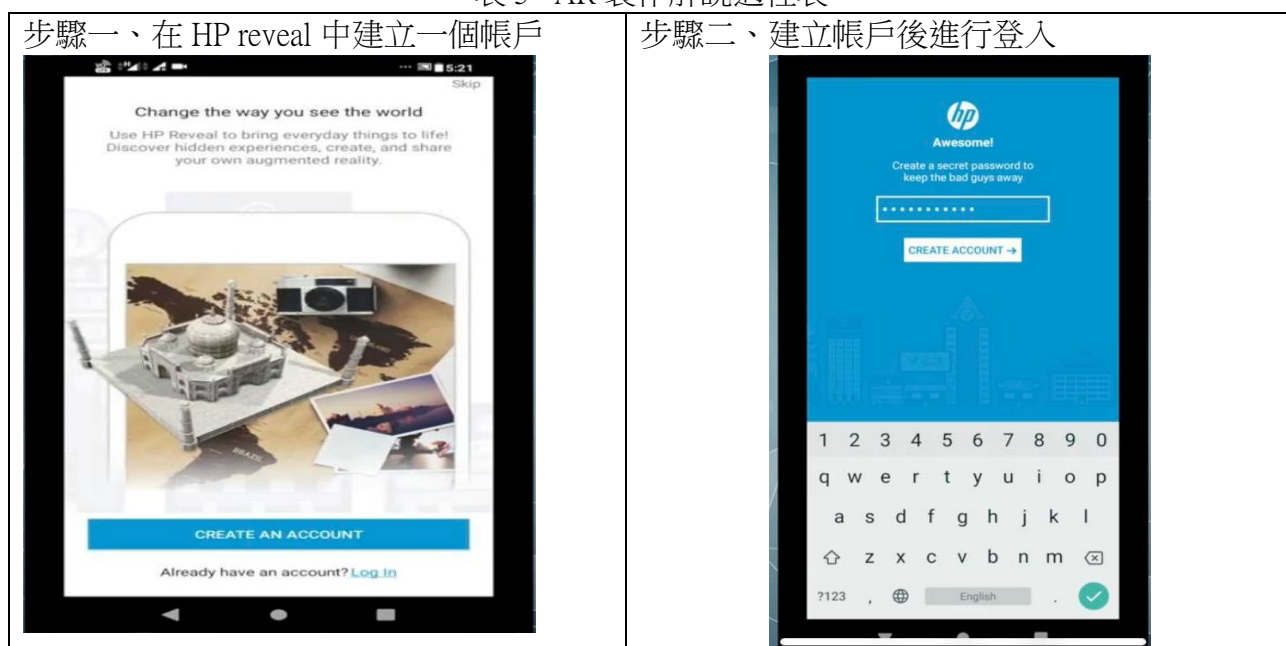 步驟一、在 HP reveal 中建立一個帳戶
5:21
Skip
Change the way you see the world
Use HP Reveal to bring everyday things to life!
Discover hidden experiences, create, and share
your own augmented reality.
BRAZIL
CREATE AN ACCOUNT
Already have an account? Log In
步驟二、建立帳戶後進行登入
hp
Awesome!
Create a secret password to
keep the bad guys away
CREATE ACCOUNT →
1 2 3 4 5 6 7 8 9 0
q w e r t y u i o p
a s d f g h j k l
z x c v b n m
?123 , English .